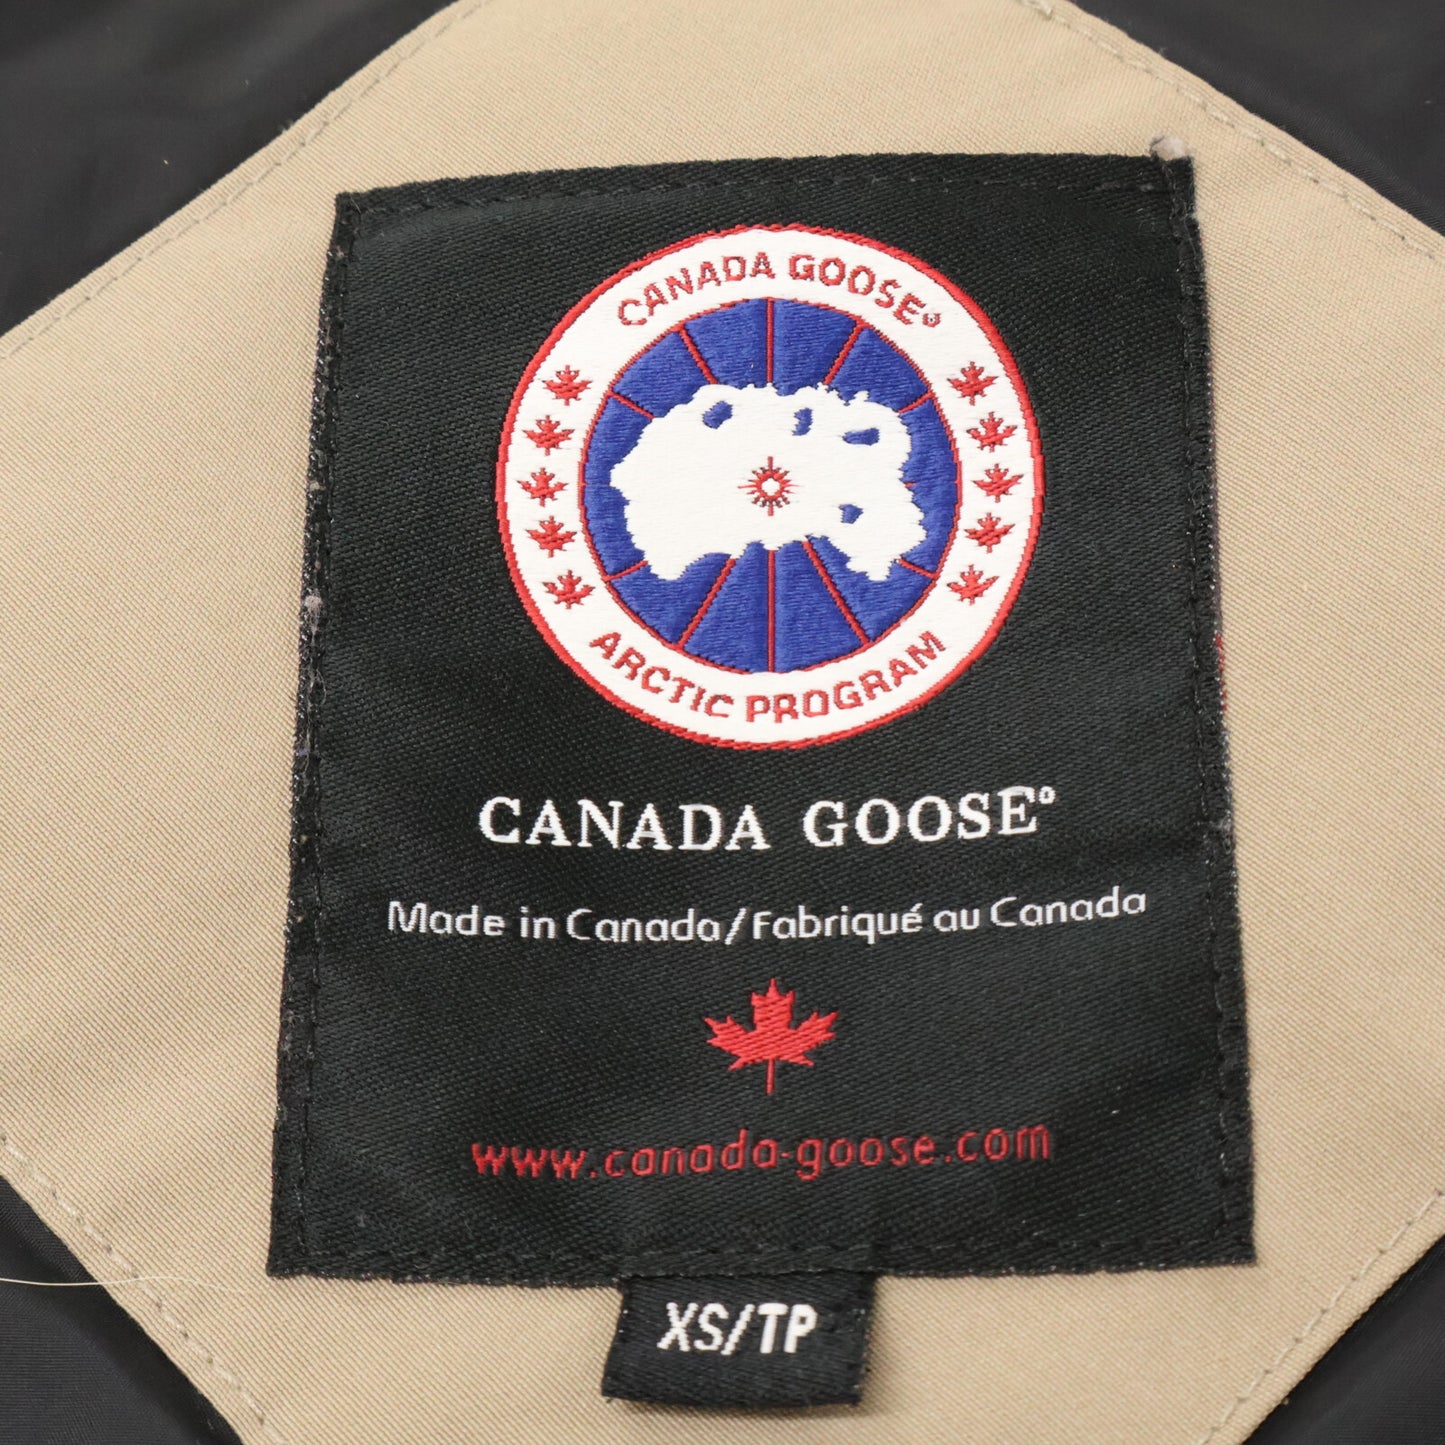 CANADA GOOSE®
ARCTIC PROGRAM
CANADA GOOSE®
Made in Canada/Fabriqué au Canada
www.canada-goose.com
XS/TP